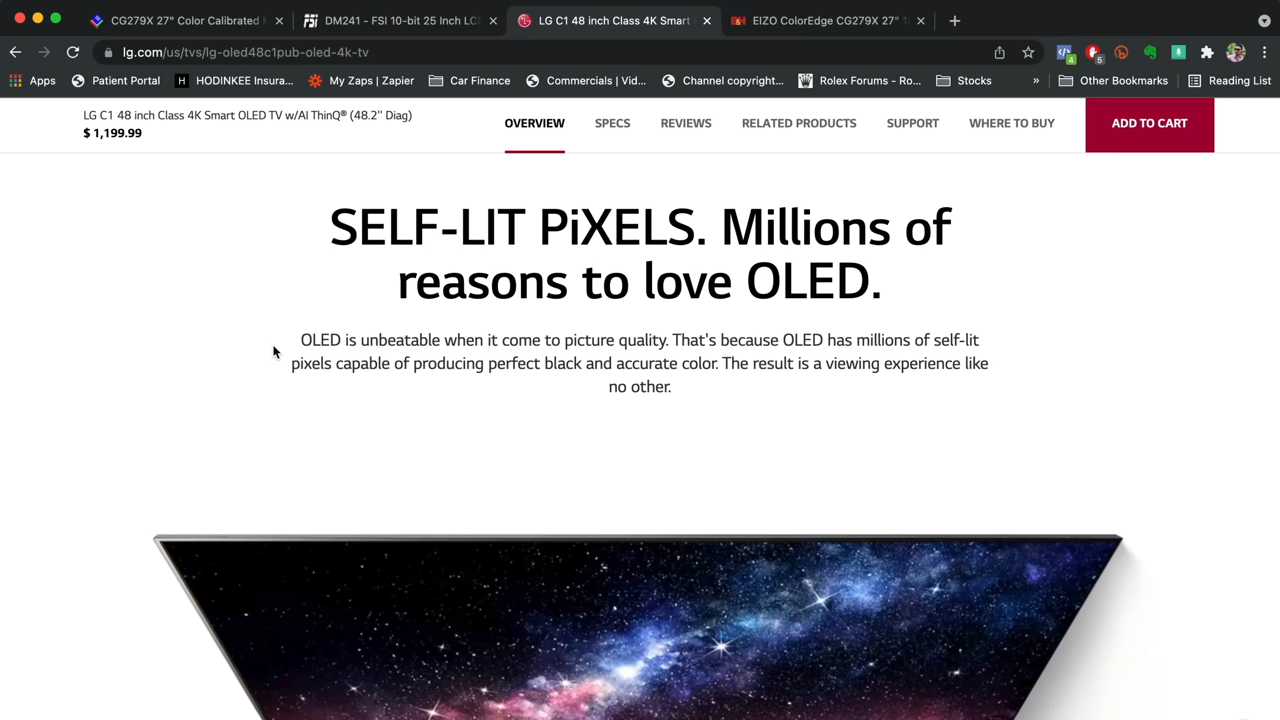 CG279X 27" Color Calibrated
DM241 - FSI 10-bit 25 Inch LC
LG C1 48 inch Class 4K Smart
EIZO ColorEdge CG279X 27"
lg.com/us/tvs/lg-oled48c1pub-oled-4k-tv
4
5
Apps
Patient Portal
H
HODINKEE Insura...
My Zaps | Zapier
Car Finance
Commercials | Vid...
Channel copyright...
Rolex Forums - Ro...
Stocks
»
Other Bookmarks
Reading List
LG C1 48 inch Class 4K Smart OLED TV w/AI ThinQ® (48.2'' Diag)
$ 1,199.99
OVERVIEW
SPECS
REVIEWS
RELATED PRODUCTS
SUPPORT
WHERE TO BUY
ADD TO CART
SELF-LIT PiXELS. Millions of
reasons to love OLED.
OLED is unbeatable when it come to picture quality. That's because OLED has millions of self-lit
pixels capable of producing perfect black and accurate color. The result is a viewing experience like
no other.